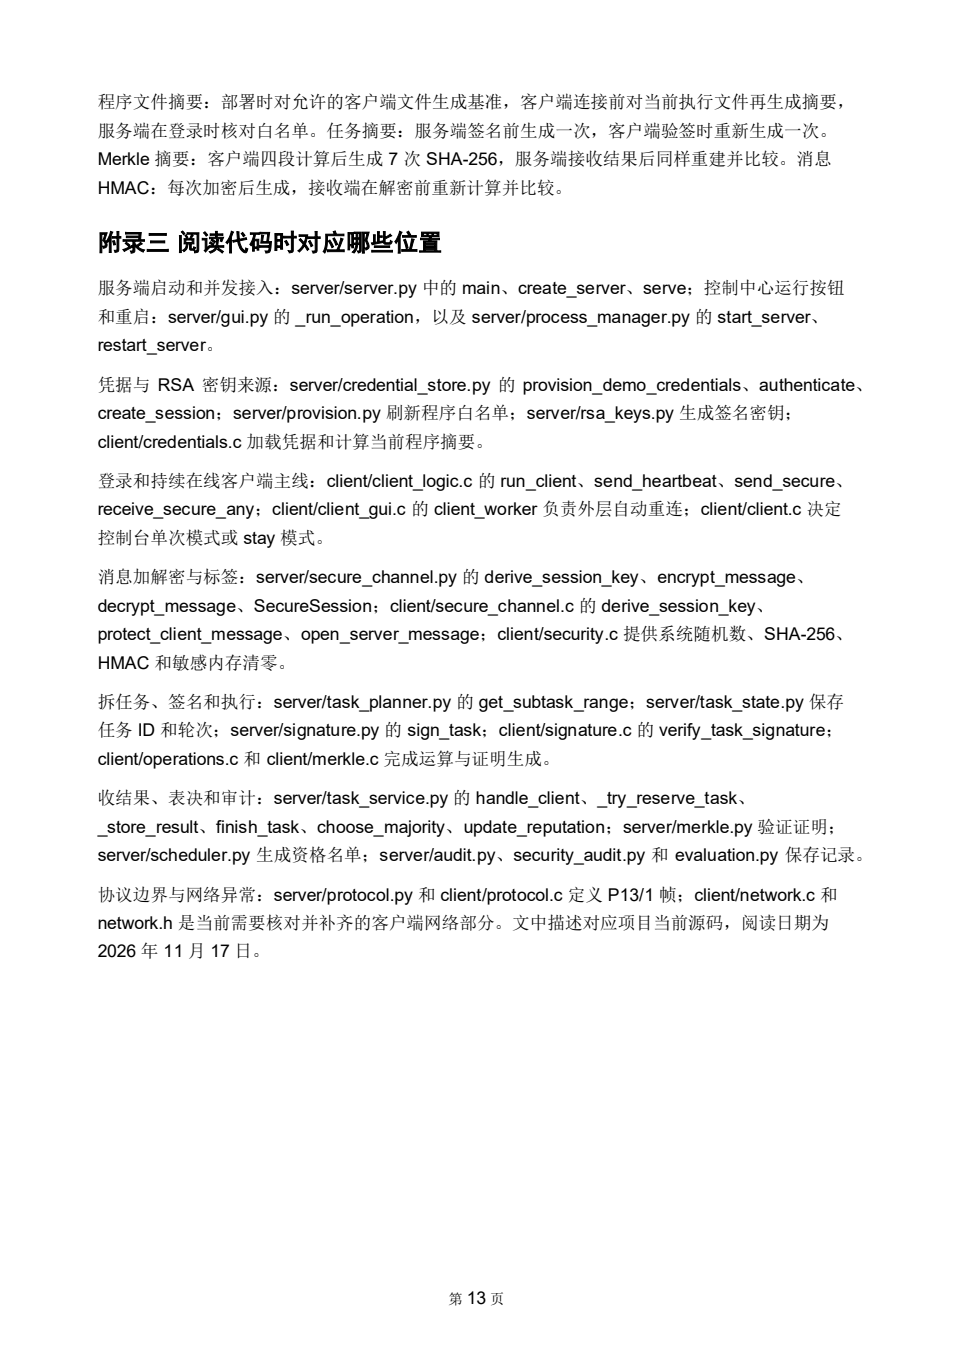 程序文件摘要：部署时对允许的客户端文件生成基准，客户端连接前对当前执行文件再生成摘要，
服务端在登录时核对白名单。任务摘要：服务端签名前生成一次，客户端验签时重新生成一次。
Merkle 摘要：客户端四段计算后生成 7 次 SHA-256，服务端接收结果后同样重建并比较。消息
HMAC：每次加密后生成，接收端在解密前重新计算并比较。
附录三 阅读代码时对应哪些位置
服务端启动和并发接入：server/server.py 中的 main、create_server、serve；控制中心运行按钮
和重启：server/gui.py 的 _run_operation，以及 server/process_manager.py 的 start_server、
restart_server。
凭据与 RSA 密钥来源：server/credential_store.py 的 provision_demo_credentials、authenticate、
create_session；server/provision.py 刷新程序白名单；server/rsa_keys.py 生成签名密钥；
client/credentials.c 加载凭据和计算当前程序摘要。
登录和持续在线客户端主线：client/client_logic.c 的 run_client、send_heartbeat、send_secure、
receive_secure_any；client/client_gui.c 的 client_worker 负责外层自动重连；client/client.c 决定
控制台单次模式或 stay 模式。
消息加解密与标签：server/secure_channel.py 的 derive_session_key、encrypt_message、
decrypt_message、SecureSession；client/secure_channel.c 的 derive_session_key、
protect_client_message、open_server_message；client/security.c 提供系统随机数、SHA-256、
HMAC 和敏感内存清零。
拆任务、签名和执行：server/task_planner.py 的 get_subtask_range；server/task_state.py 保存
任务 ID 和轮次；server/signature.py 的 sign_task；client/signature.c 的 verify_task_signature；
client/operations.c 和 client/merkle.c 完成运算与证明生成。
收结果、表决和审计：server/task_service.py 的 handle_client、_try_reserve_task、
_store_result、finish_task、choose_majority、update_reputation；server/merkle.py 验证证明；
server/scheduler.py 生成资格名单；server/audit.py、security_audit.py 和 evaluation.py 保存记录。
协议边界与网络异常：server/protocol.py 和 client/protocol.c 定义 P13/1 帧；client/network.c 和
network.h 是当前需要核对并补齐的客户端网络部分。文中描述对应项目当前源码，阅读日期为
2026 年 11 月 17 日。
第 13 页